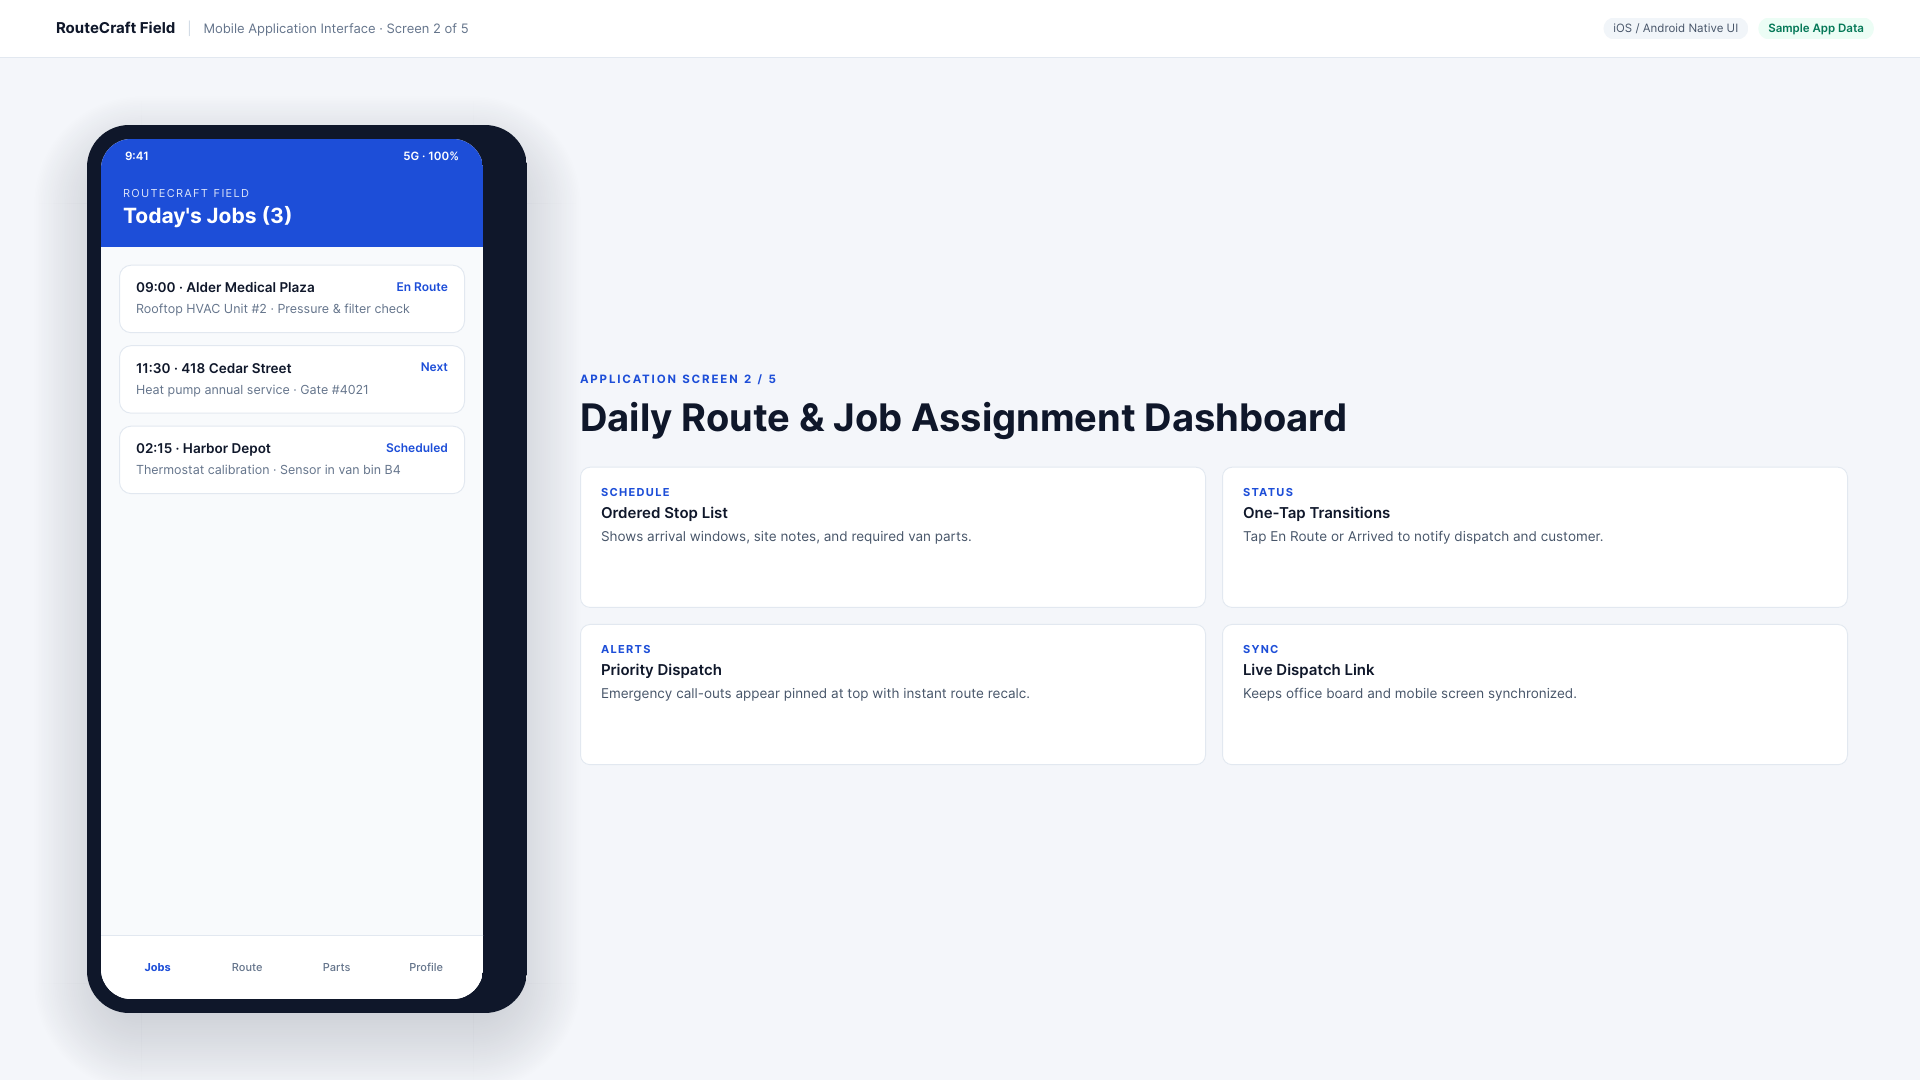 RouteCraft Field
Mobile Application Interface · Screen 2 of 5
iOS / Android Native UI
Sample App Data
9:41
5G · 100%
ROUTECRAFT FIELD
Today's Jobs (3)
09:00 · Alder Medical Plaza
En Route
Rooftop HVAC Unit #2 · Pressure & filter check
11:30 · 418 Cedar Street
Next
Heat pump annual service · Gate #4021
02:15 · Harbor Depot
Scheduled
Thermostat calibration · Sensor in van bin B4
Jobs
Route
Parts
Profile
APPLICATION SCREEN 2 / 5
Daily Route & Job Assignment Dashboard
SCHEDULE
Ordered Stop List
Shows arrival windows, site notes, and required van parts.
STATUS
One-Tap Transitions
Tap En Route or Arrived to notify dispatch and customer.
ALERTS
Priority Dispatch
Emergency call-outs appear pinned at top with instant route recalc.
SYNC
Live Dispatch Link
Keeps office board and mobile screen synchronized.